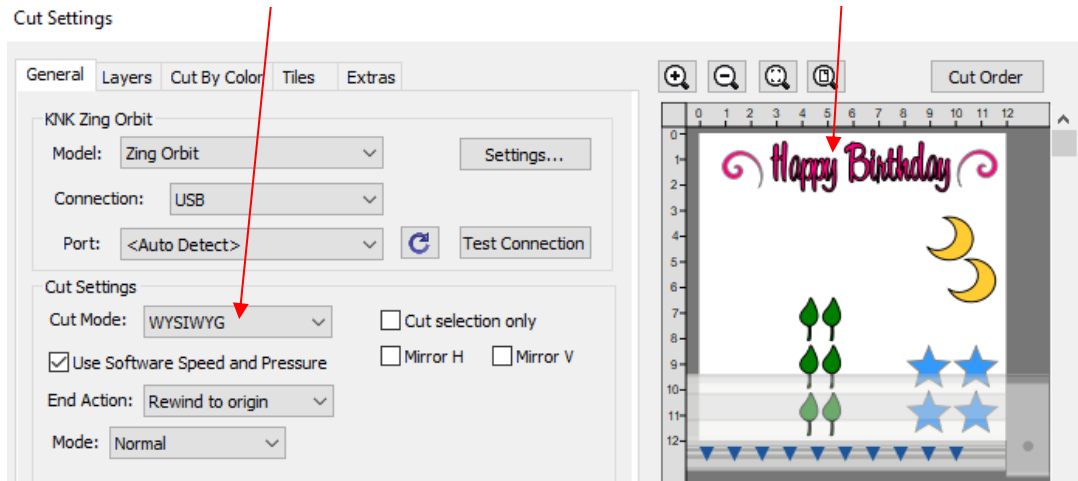 Cut Settings
General Layers Cut By Color Tiles Extras
Cut Order
KNK Zing Orbit
Model: Zing Orbit Settings...
Connection: USB
Port: <Auto Detect> Test Connection
Cut Settings
Cut Mode: WYSIWYG Cut selection only
Use Software Speed and Pressure Mirror H Mirror V
End Action: Rewind to origin
Mode: Normal
0 1 2 3 4 5 6 7 8 9 10 11 12
0
1
Happy Birthday
2
3
4
5
6
7
8
9
10
11
12